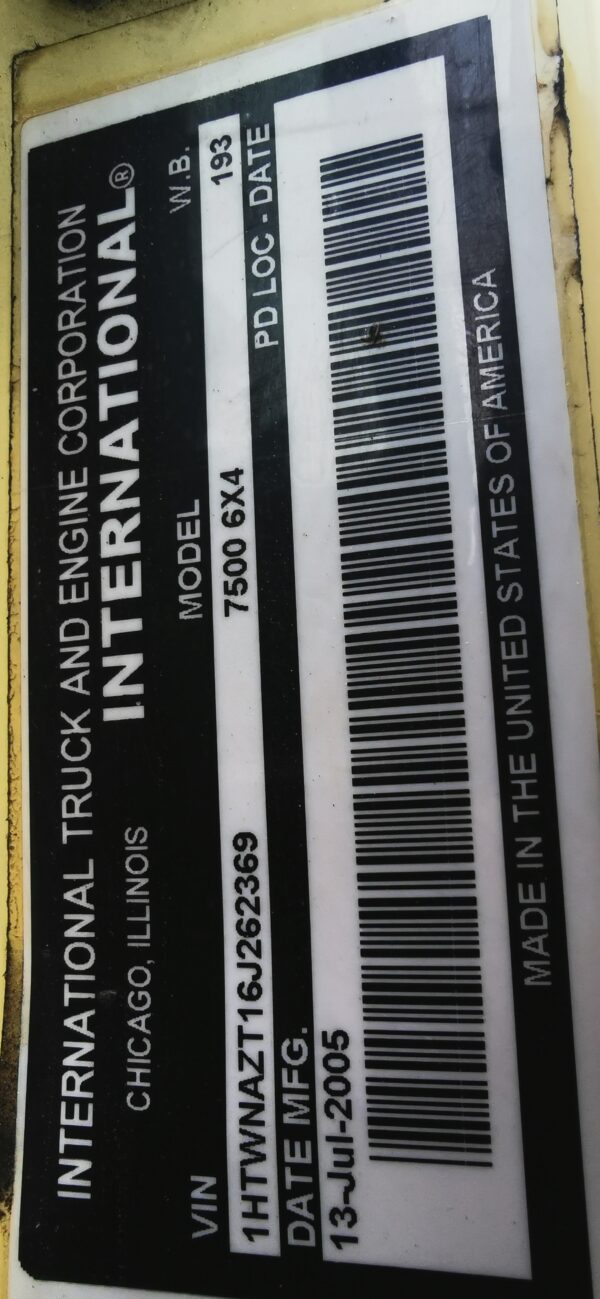 INTERNATIONAL TRUCK AND ENGINE CORPORATION
CHICAGO, ILLINOIS INTERNATIONAL®
VIN MODEL W.B.
1HTWNAZT16J262369 7500 6X4 193
DATE MFG. PD LOC - DATE
13-Jul-2005
MADE IN THE UNITED STATES OF AMERICA